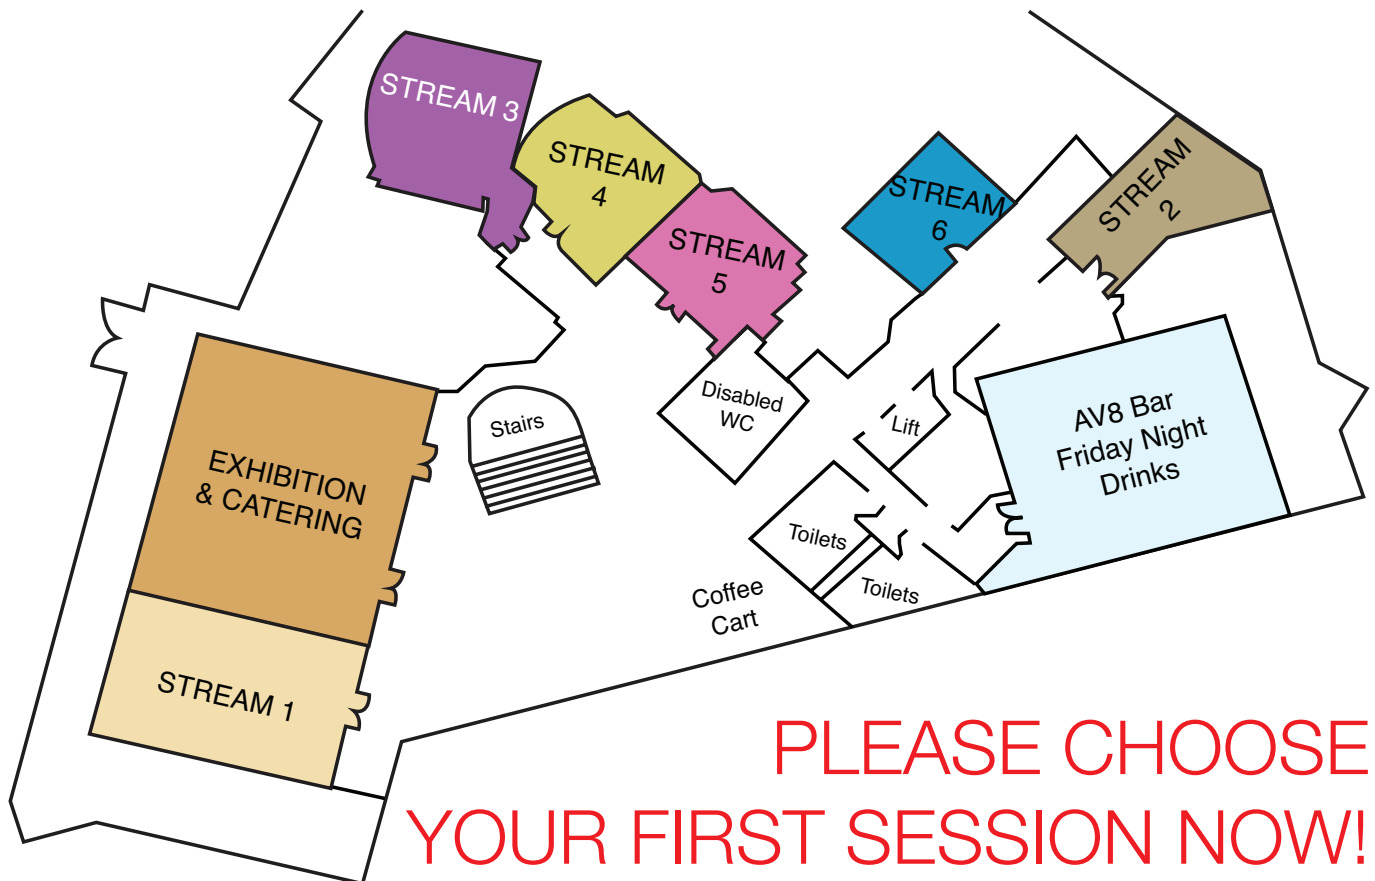 STREAM 3
STREAM
4
STREAM
5
STREAM
6
STREAM
2
Disabled
WC
Stairs
Lift
AV8 Bar
Friday Night
Drinks
EXHIBITION
& CATERING
Toilets
Toilets
Coffee
Cart
STREAM 1
PLEASE CHOOSE
YOUR FIRST SESSION NOW!